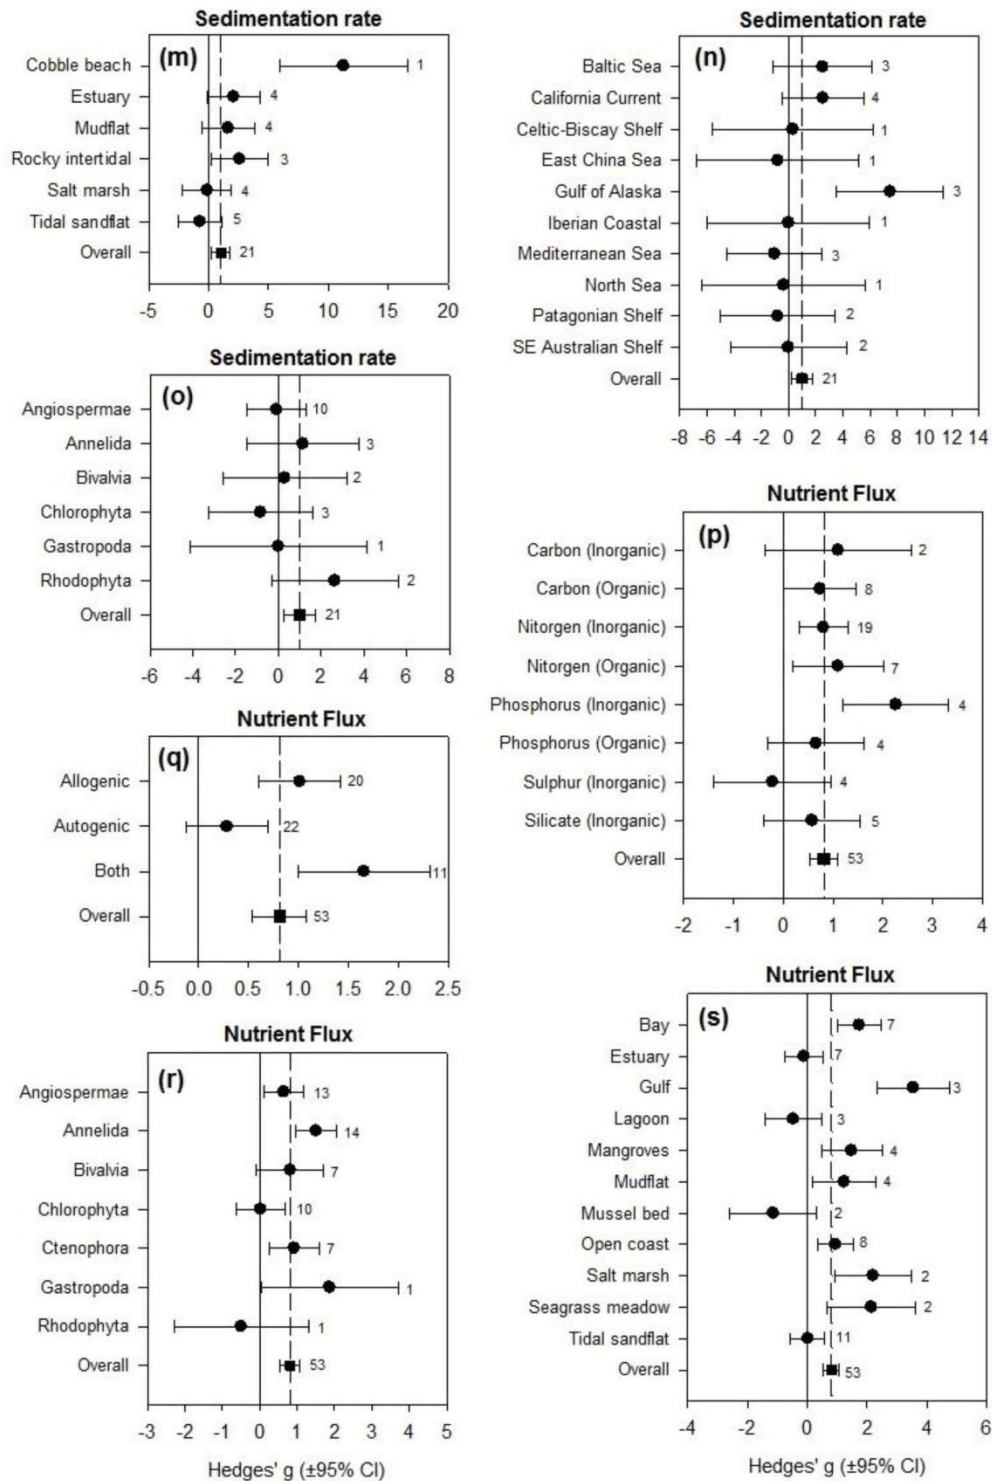 Sedimentation rate
(m)
Cobble beach 1
Estuary 4
Mudflat 4
Rocky intertidal 3
Salt marsh 4
Tidal sandflat 5
Overall 21
-5 0 5 10 15 20
Sedimentation rate
(n)
Baltic Sea 3
California Current 4
Celtic-Biscay Shelf 1
East China Sea 1
Gulf of Alaska 3
Iberian Coastal 1
Mediterranean Sea 3
North Sea 1
Patagonian Shelf 2
SE Australian Shelf 2
Overall 21
-8 -6 -4 -2 0 2 4 6 8 10 12 14
Sedimentation rate
(o)
Angiospermae 10
Annelida 3
Bivalvia 2
Chlorophyta 3
Gastropoda 1
Rhodophyta 2
Overall 21
-6 -4 -2 0 2 4 6 8
Nutrient Flux
(p)
Carbon (Inorganic) 2
Carbon (Organic) 8
Nitorgen (Inorganic) 19
Nitorgen (Organic) 7
Phosphorus (Inorganic) 4
Phosphorus (Organic) 4
Sulphur (Inorganic) 4
Silicate (Inorganic) 5
Overall 53
-2 -1 0 1 2 3 4
Nutrient Flux
(q)
Allogenic 20
Autogenic 22
Both 11
Overall 53
-0.5 0.0 0.5 1.0 1.5 2.0 2.5
Nutrient Flux
(r)
Angiospermae 13
Annelida 14
Bivalvia 7
Chlorophyta 10
Ctenophora 7
Gastropoda 1
Rhodophyta 1
Overall 53
-3 -2 -1 0 1 2 3 4 5
Hedges' g (±95% CI)
Nutrient Flux
(s)
Bay 7
Estuary 7
Gulf 3
Lagoon 3
Mangroves 4
Mudflat 4
Mussel bed 2
Open coast 8
Salt marsh 2
Seagrass meadow 2
Tidal sandflat 11
Overall 53
-4 -2 0 2 4 6
Hedges' g (±95% CI)